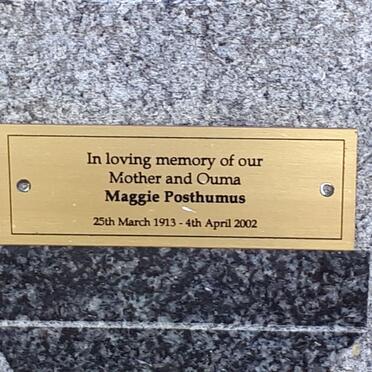 In loving memory of our
Mother and Ouma
Maggie Posthumus
25th March 1913 - 4th April 2002